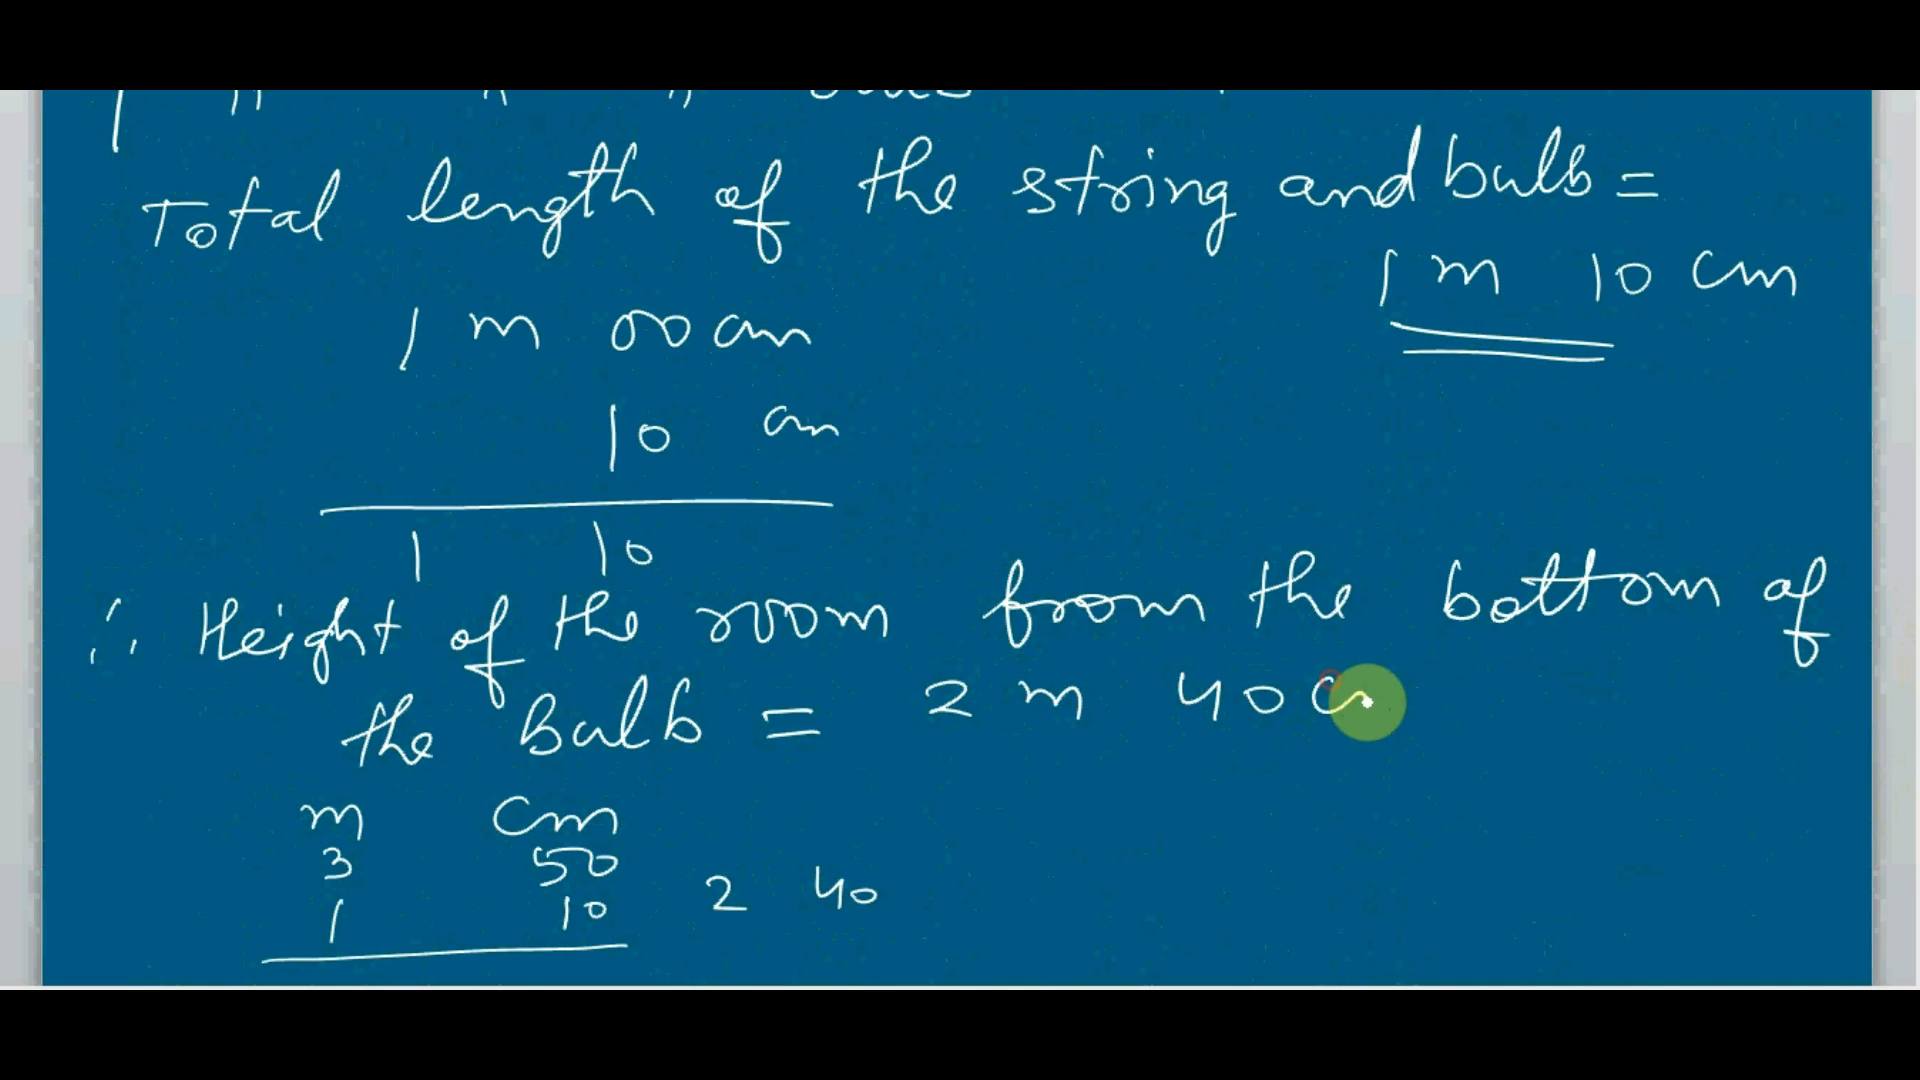 Total length of the string and bulb =
1 m 10 cm
1 m 00 cm
10 cm
1 10
∴ Height of the room from the bottom of
the Bulb = 2 m 40 c
m cm
3 50
1 10 2 40